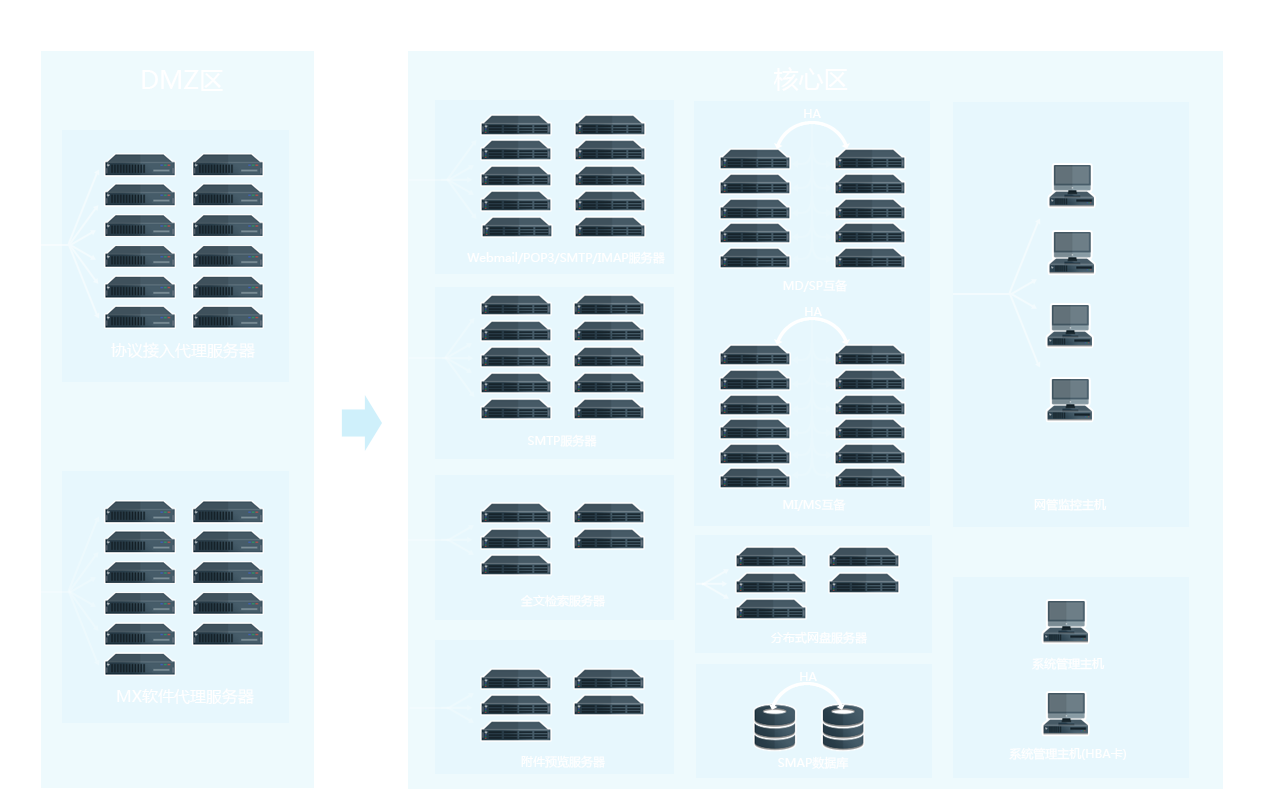 DMZ区
协议接入代理服务器
MX软件代理服务器
核心区
Webmail/POP3/SMTP/IMAP服务器
SMTP服务器
全文检索服务器
附件预览服务器
HA
MD/SP互备
HA
MI/MS互备
分布式网盘服务器
HA
SMAP数据库
网管监控主机
系统管理主机
系统管理主机(HBA卡)